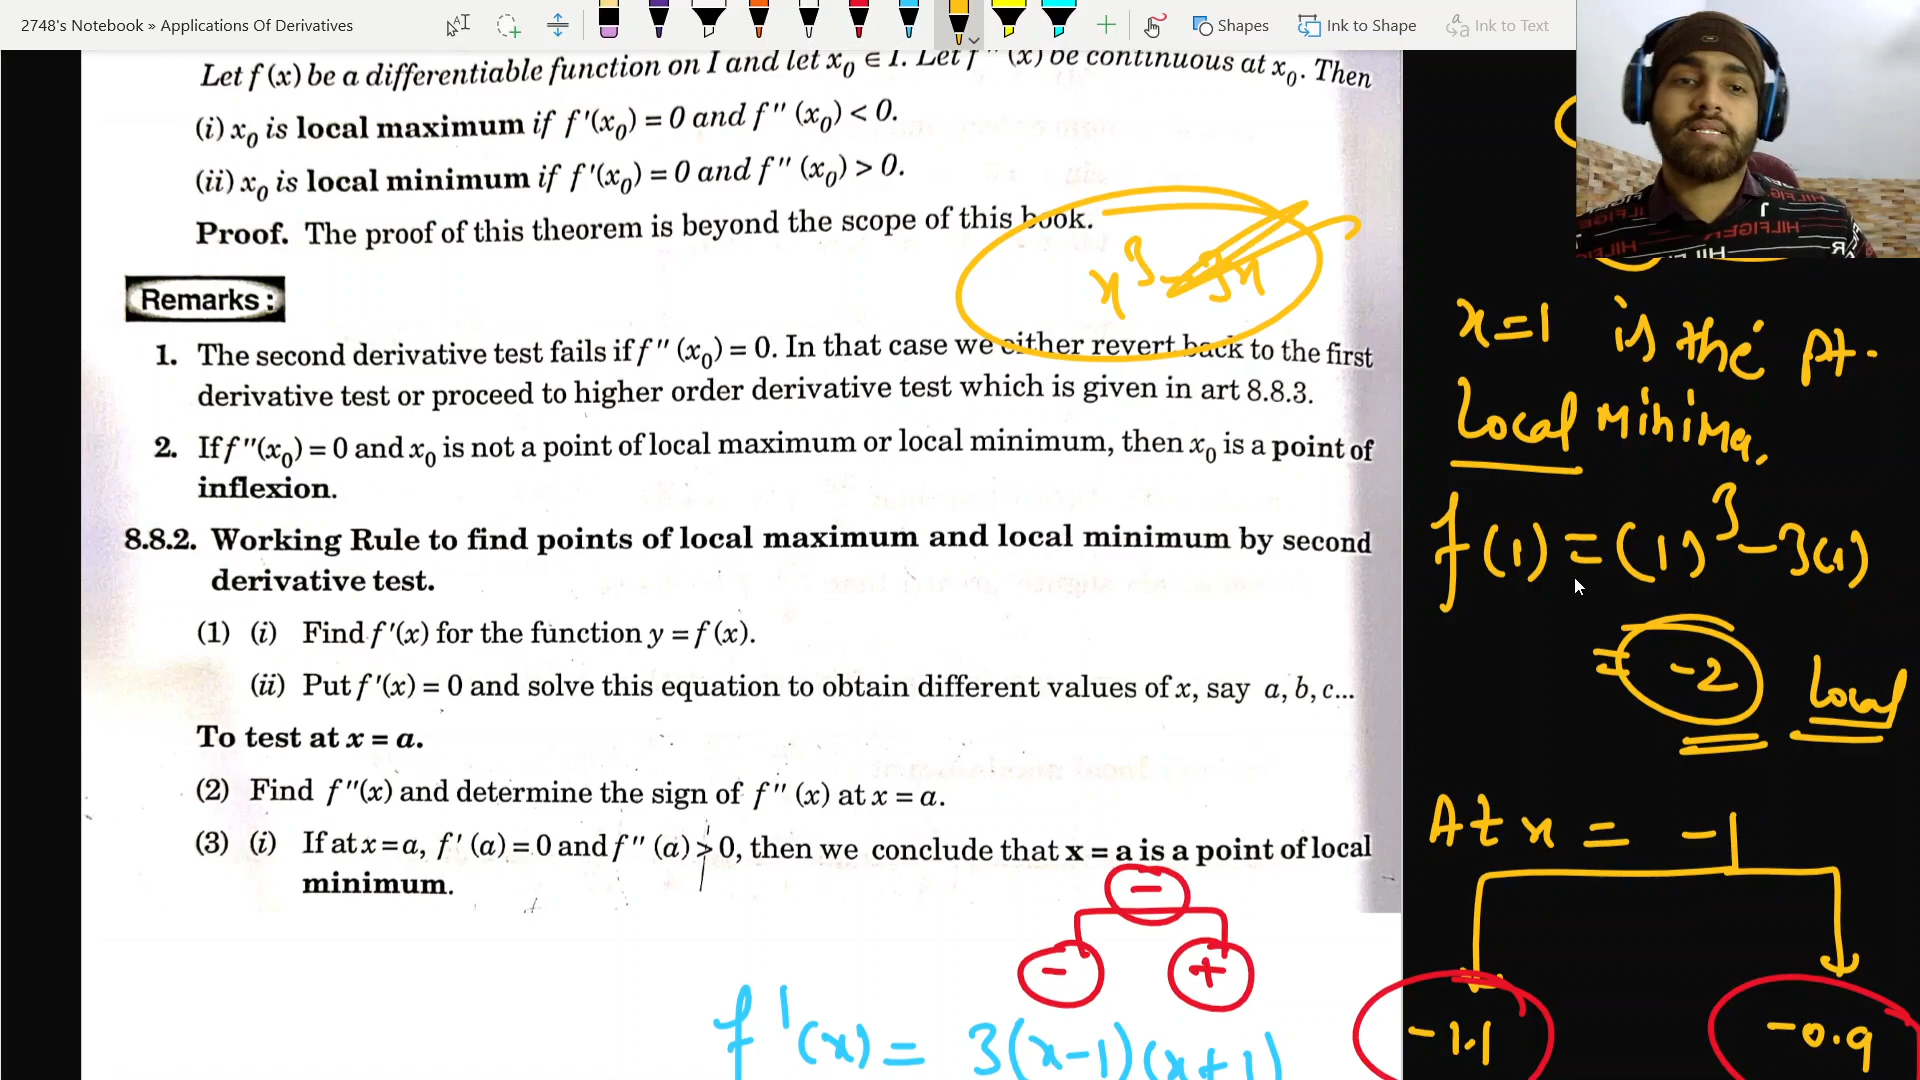 2748's Notebook » Applications Of Derivatives
Shapes
Ink to Shape
Ink to Text
Let f (x) be a differentiable function on I and let x₀ ∈ I. Let f '' (x) be continuous at x₀. Then
(i) x₀ is local maximum if f '(x₀) = 0 and f '' (x₀) < 0.
(ii) x₀ is local minimum if f '(x₀) = 0 and f '' (x₀) > 0.
Proof. The proof of this theorem is beyond the scope of this book.
x³ - 3x
Remarks :
1. The second derivative test fails if f '' (x₀) = 0. In that case we either revert back to the first
derivative test or proceed to higher order derivative test which is given in art 8.8.3.
2. If f ''(x₀) = 0 and x₀ is not a point of local maximum or local minimum, then x₀ is a point of
inflexion.
8.8.2. Working Rule to find points of local maximum and local minimum by second
derivative test.
(1) (i) Find f '(x) for the function y = f (x).
(ii) Put f '(x) = 0 and solve this equation to obtain different values of x, say a, b, c...
To test at x = a.
(2) Find f ''(x) and determine the sign of f '' (x) at x = a.
(3) (i) If at x = a, f ' (a) = 0 and f '' (a) > 0, then we conclude that x = a is a point of local
minimum.
-
- +
f '(x) = 3(x-1)(x+1)
x=1 is the pt.
Local Minima.
f(1) = (1)³ - 3(1)
= -2 Local
At x = -1
-1.1 -0.9